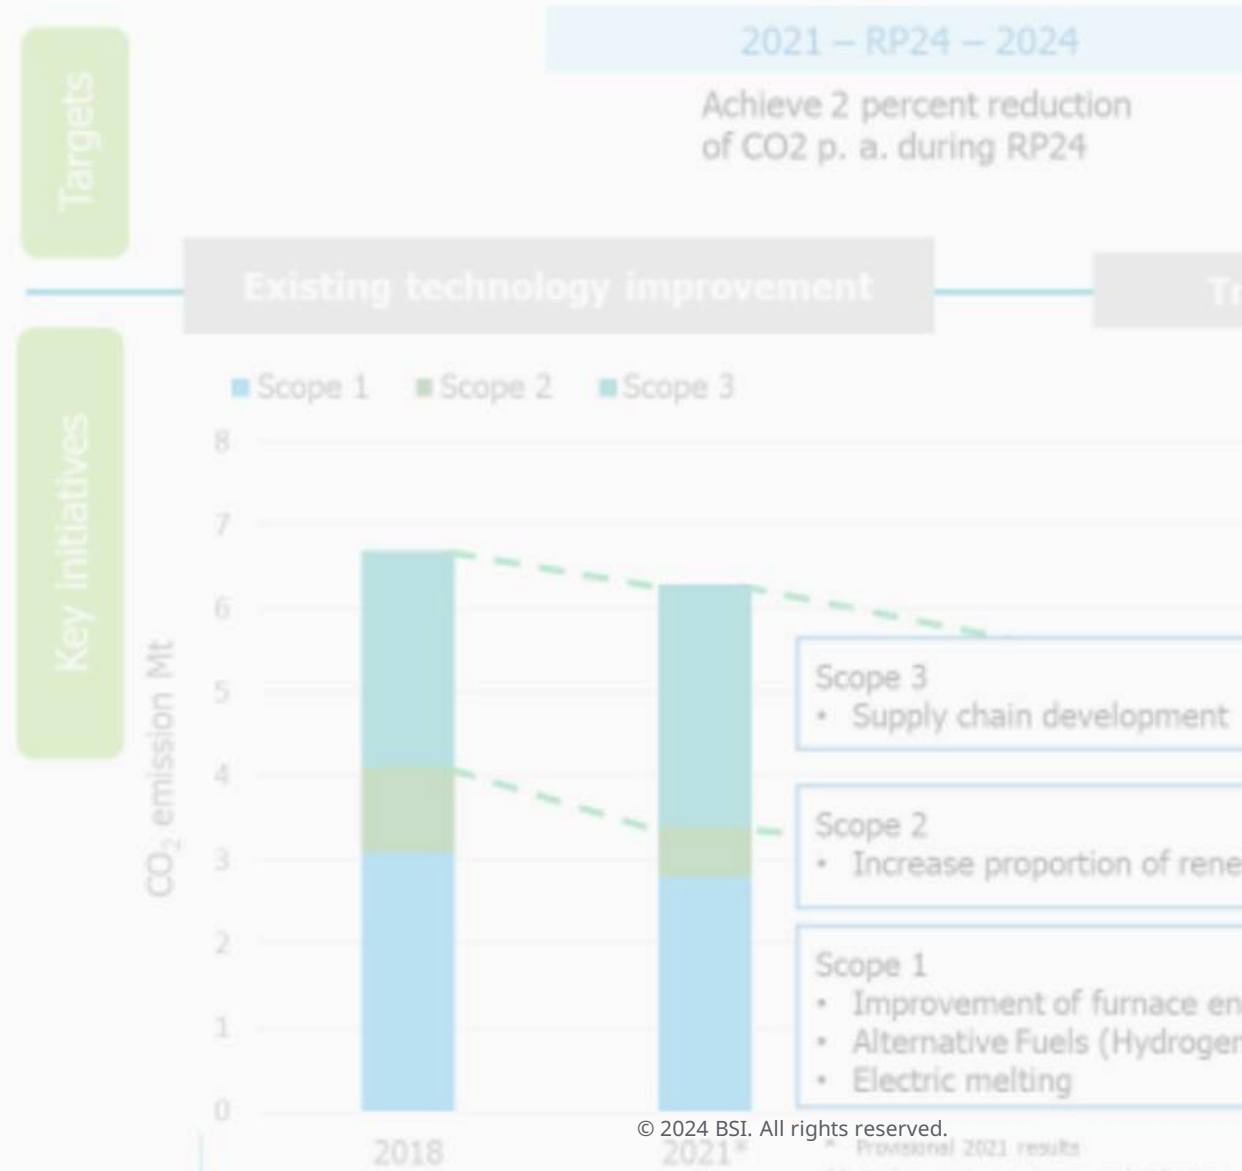 Targets
2021 – RP24 – 2024
Achieve 2 percent reduction
of CO2 p. a. during RP24
Existing technology improvement
Key initiatives
Scope 1
Scope 2
Scope 3
8
7
6
5
4
3
2
1
0
CO₂ emission Mt
Scope 3
• Supply chain development
Scope 2
• Increase proportion of
Scope 1
• Improvement of furnace
• Alternative Fuels
• Electric melting
© 2024 BSI. All rights reserved.
2018
2021*
* Provisional 2021 results